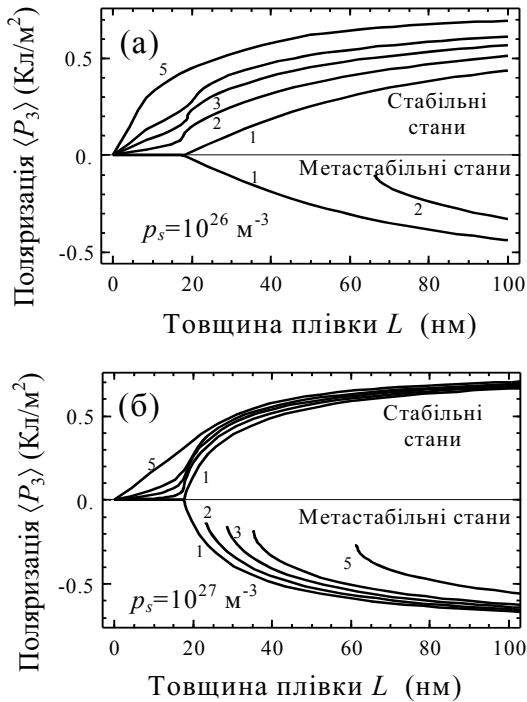 (а)
Поляризація ⟨P₃⟩ (Кл/м²)
0.5
0.
-0.5
5
3
2
1
Стабільні
стани
Метастабільні стани
1
2
pₛ=10²⁶ м⁻³
0 20 40 60 80 100
Товщина плівки L (нм)
(б)
Поляризація ⟨P₃⟩ (Кл/м²)
0.5
0.
-0.5
5
1
Стабільні
стани
Метастабільні стани
2
3
1
5
pₛ=10²⁷ м⁻³
0 20 40 60 80 100
Товщина плівки L (нм)